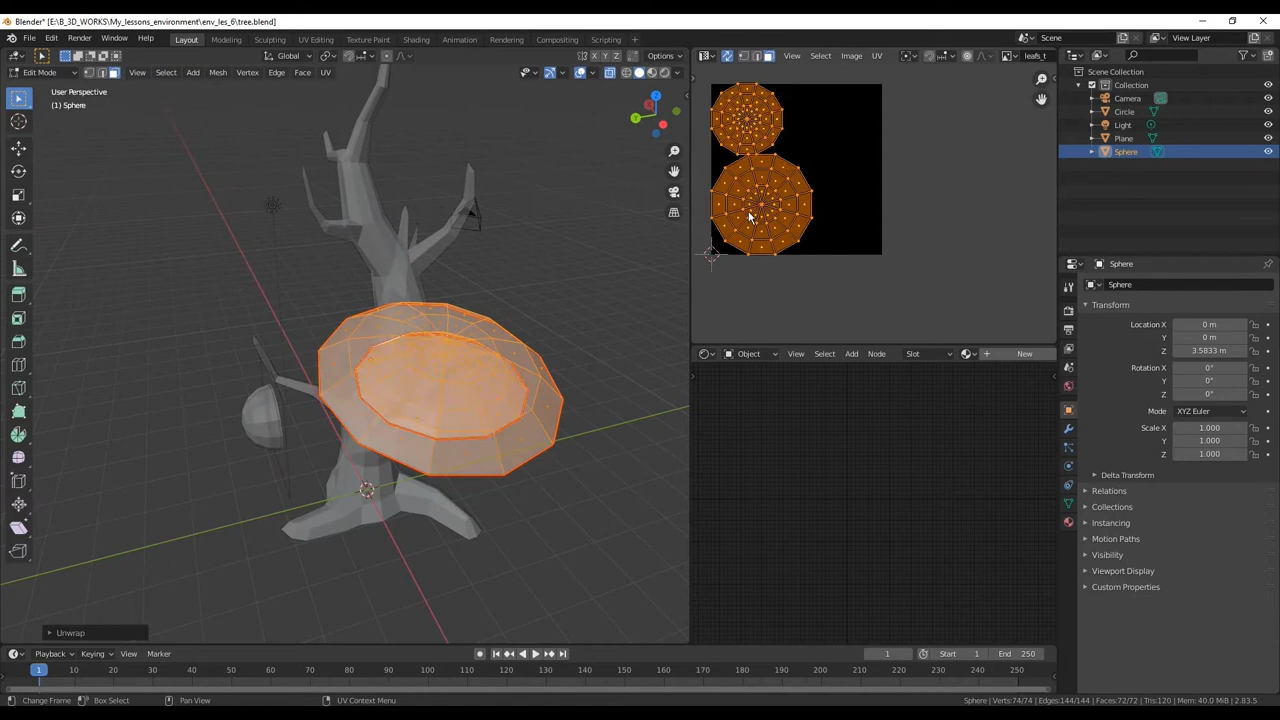 Blender* [E:\B_3D_WORKS\My_lessons_environment\env_les_6\tree.blend]
File Edit Render Window Help Layout Modeling Sculpting UV Editing Texture Paint Shading Animation Rendering Compositing Scripting + Scene View Layer
Global X Y Z Options View Select Image UV leafs_t
Edit Mode View Select Add Mesh Vertex Edge Face UV
User Perspective
(1) Sphere
Z
Y
Scene Collection
Collection
Camera
Circle
Light
Plane
Sphere
Sphere
Sphere
Transform
Location X 0 m
Y 0 m
Z 3.5833 m
Rotation X 0°
Y 0°
Z 0°
Mode XYZ Euler
Scale X 1.000
Y 1.000
Z 1.000
Delta Transform
Relations
Collections
Instancing
Motion Paths
Visibility
Viewport Display
Custom Properties
Object View Select Add Node Slot + New
Unwrap
Playback Keying View Marker 1 Start 1 End 250
1 10 20 30 40 50 60 70 80 90 100 110 120 130 140 150 160 170 180 190 200 210 220 230 240 250
Change Frame Box Select Pan View UV Context Menu Sphere | Verts:74/74 | Edges:144/144 | Faces:72/72 | Tris:120 | Mem: 40.0 MiB | 2.83.5